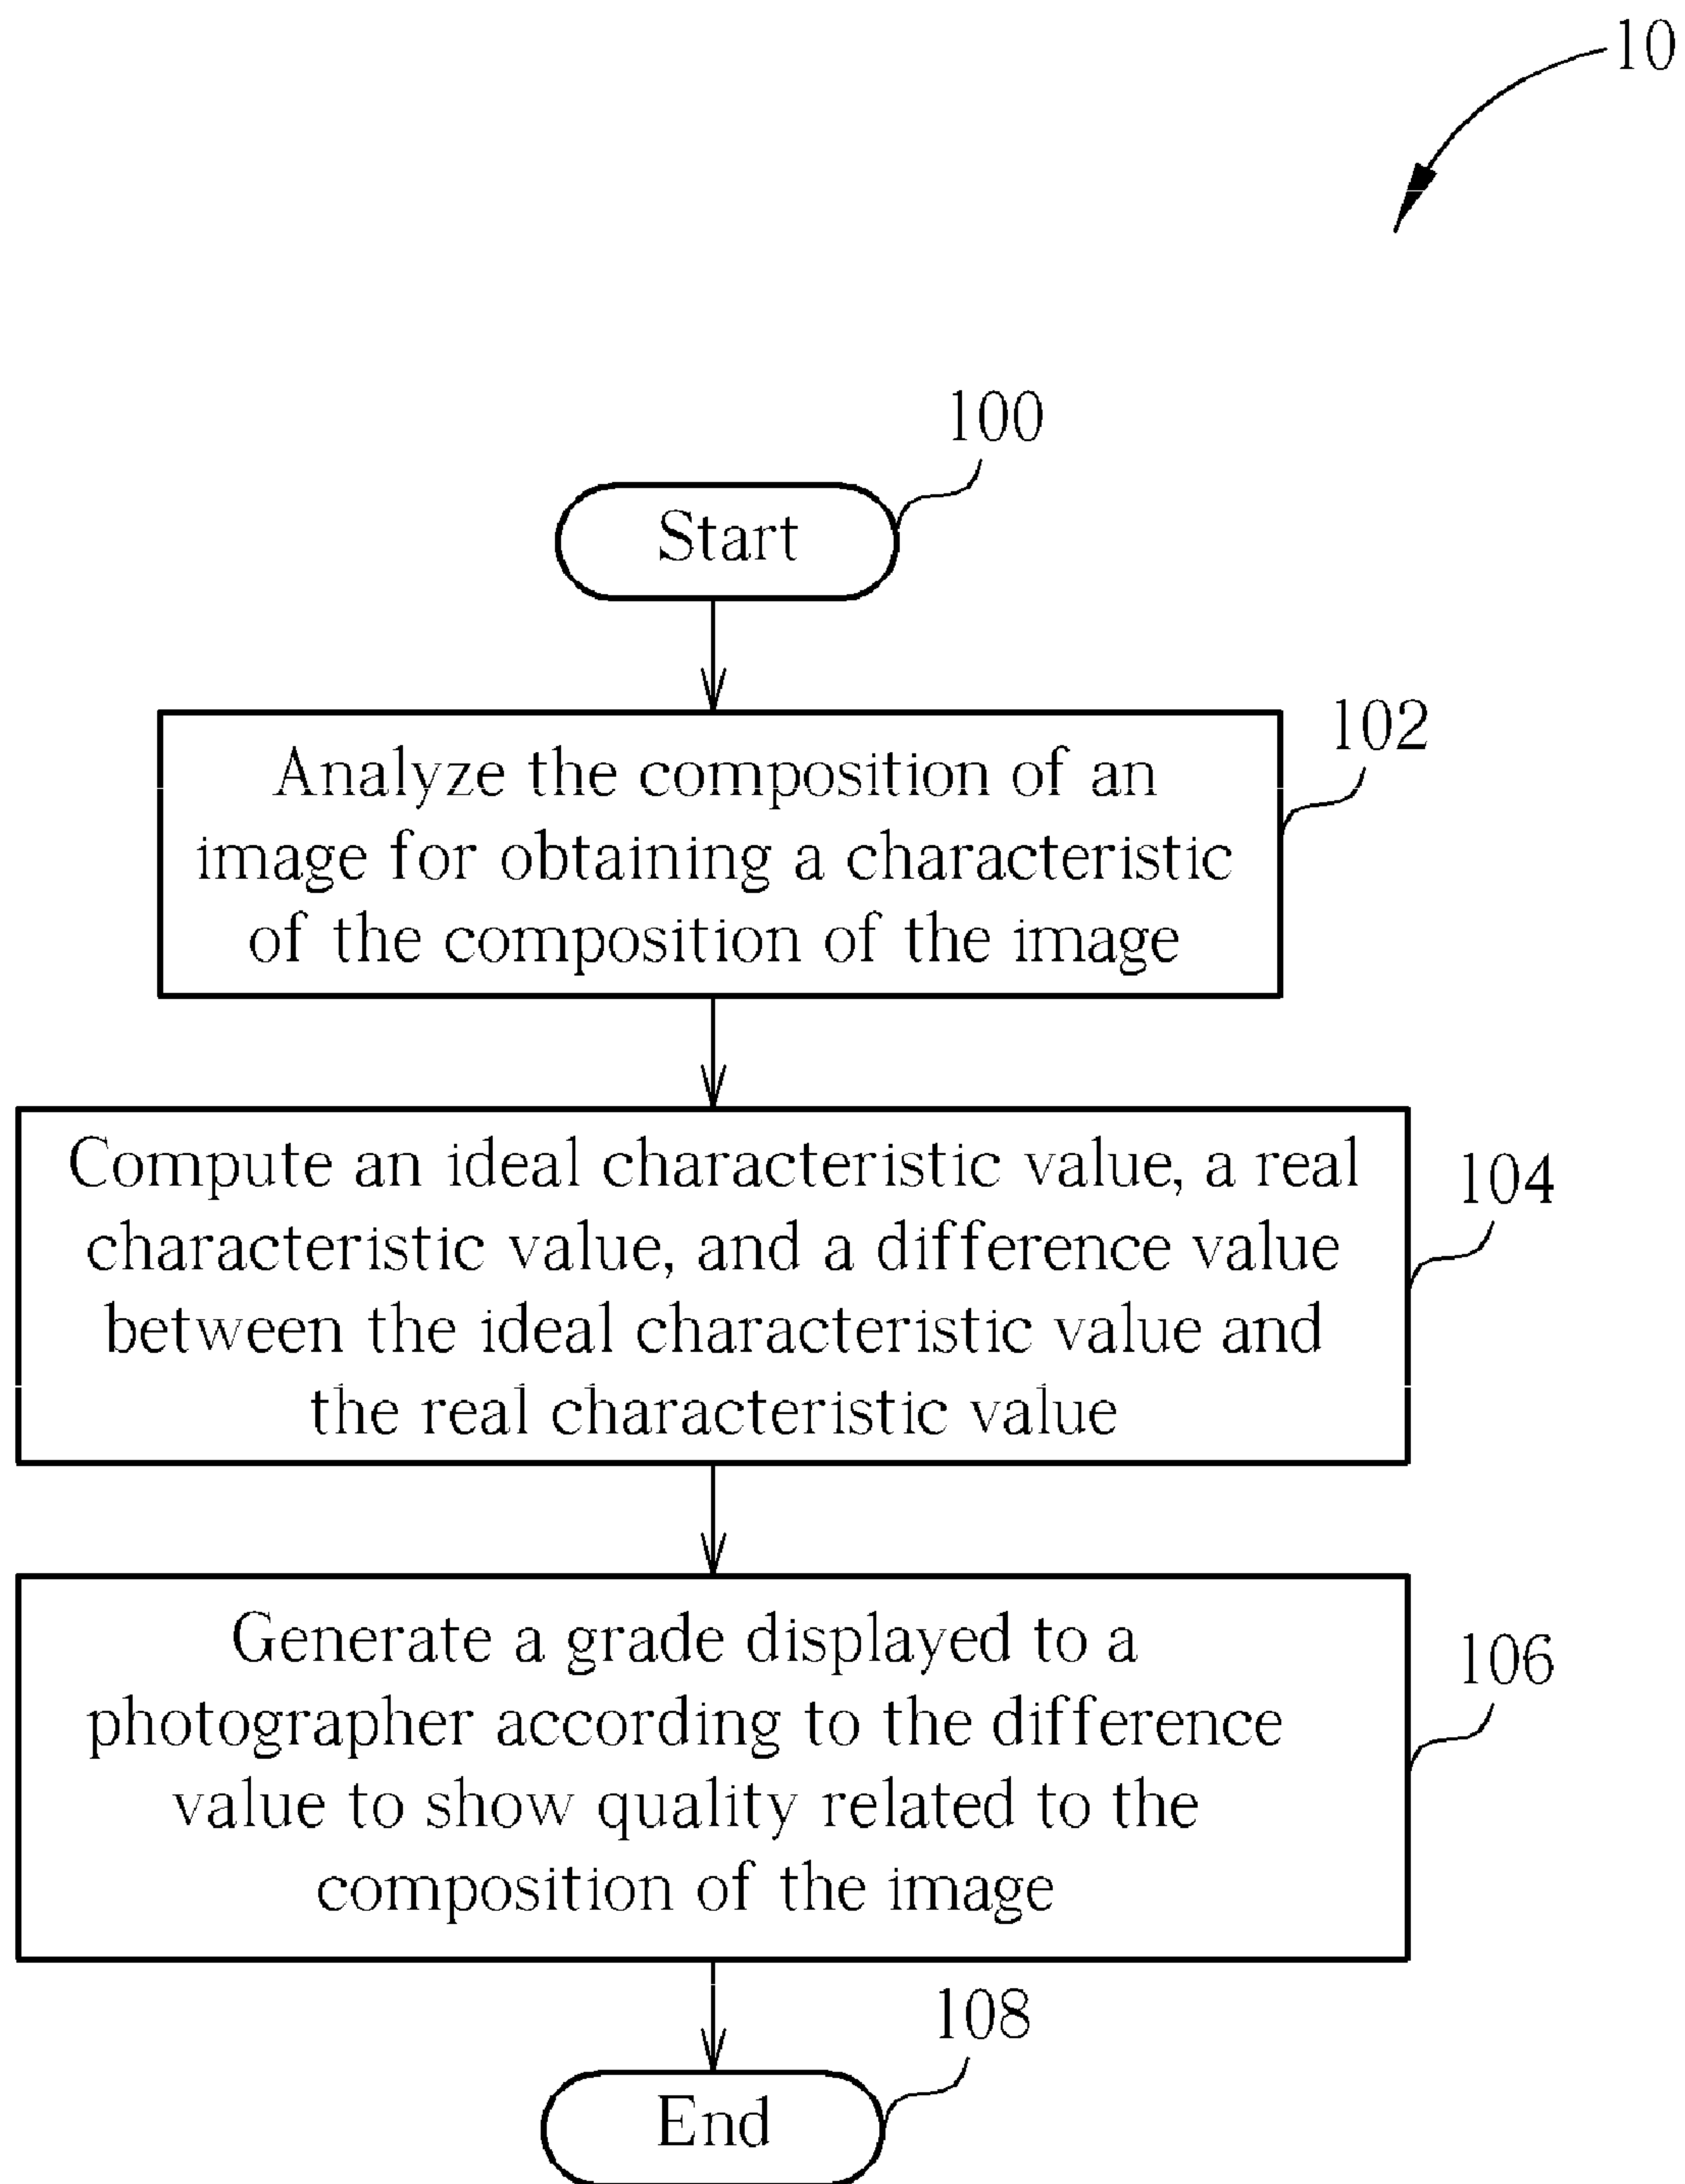 10
100
Start
102
Analyze the composition of an
image for obtaining a characteristic
of the composition of the image
104
Compute an ideal characteristic value, a real
characteristic value, and a difference value
between the ideal characteristic value and
the real characteristic value
106
Generate a grade displayed to a
photographer according to the difference
value to show quality related to the
composition of the image
108
End